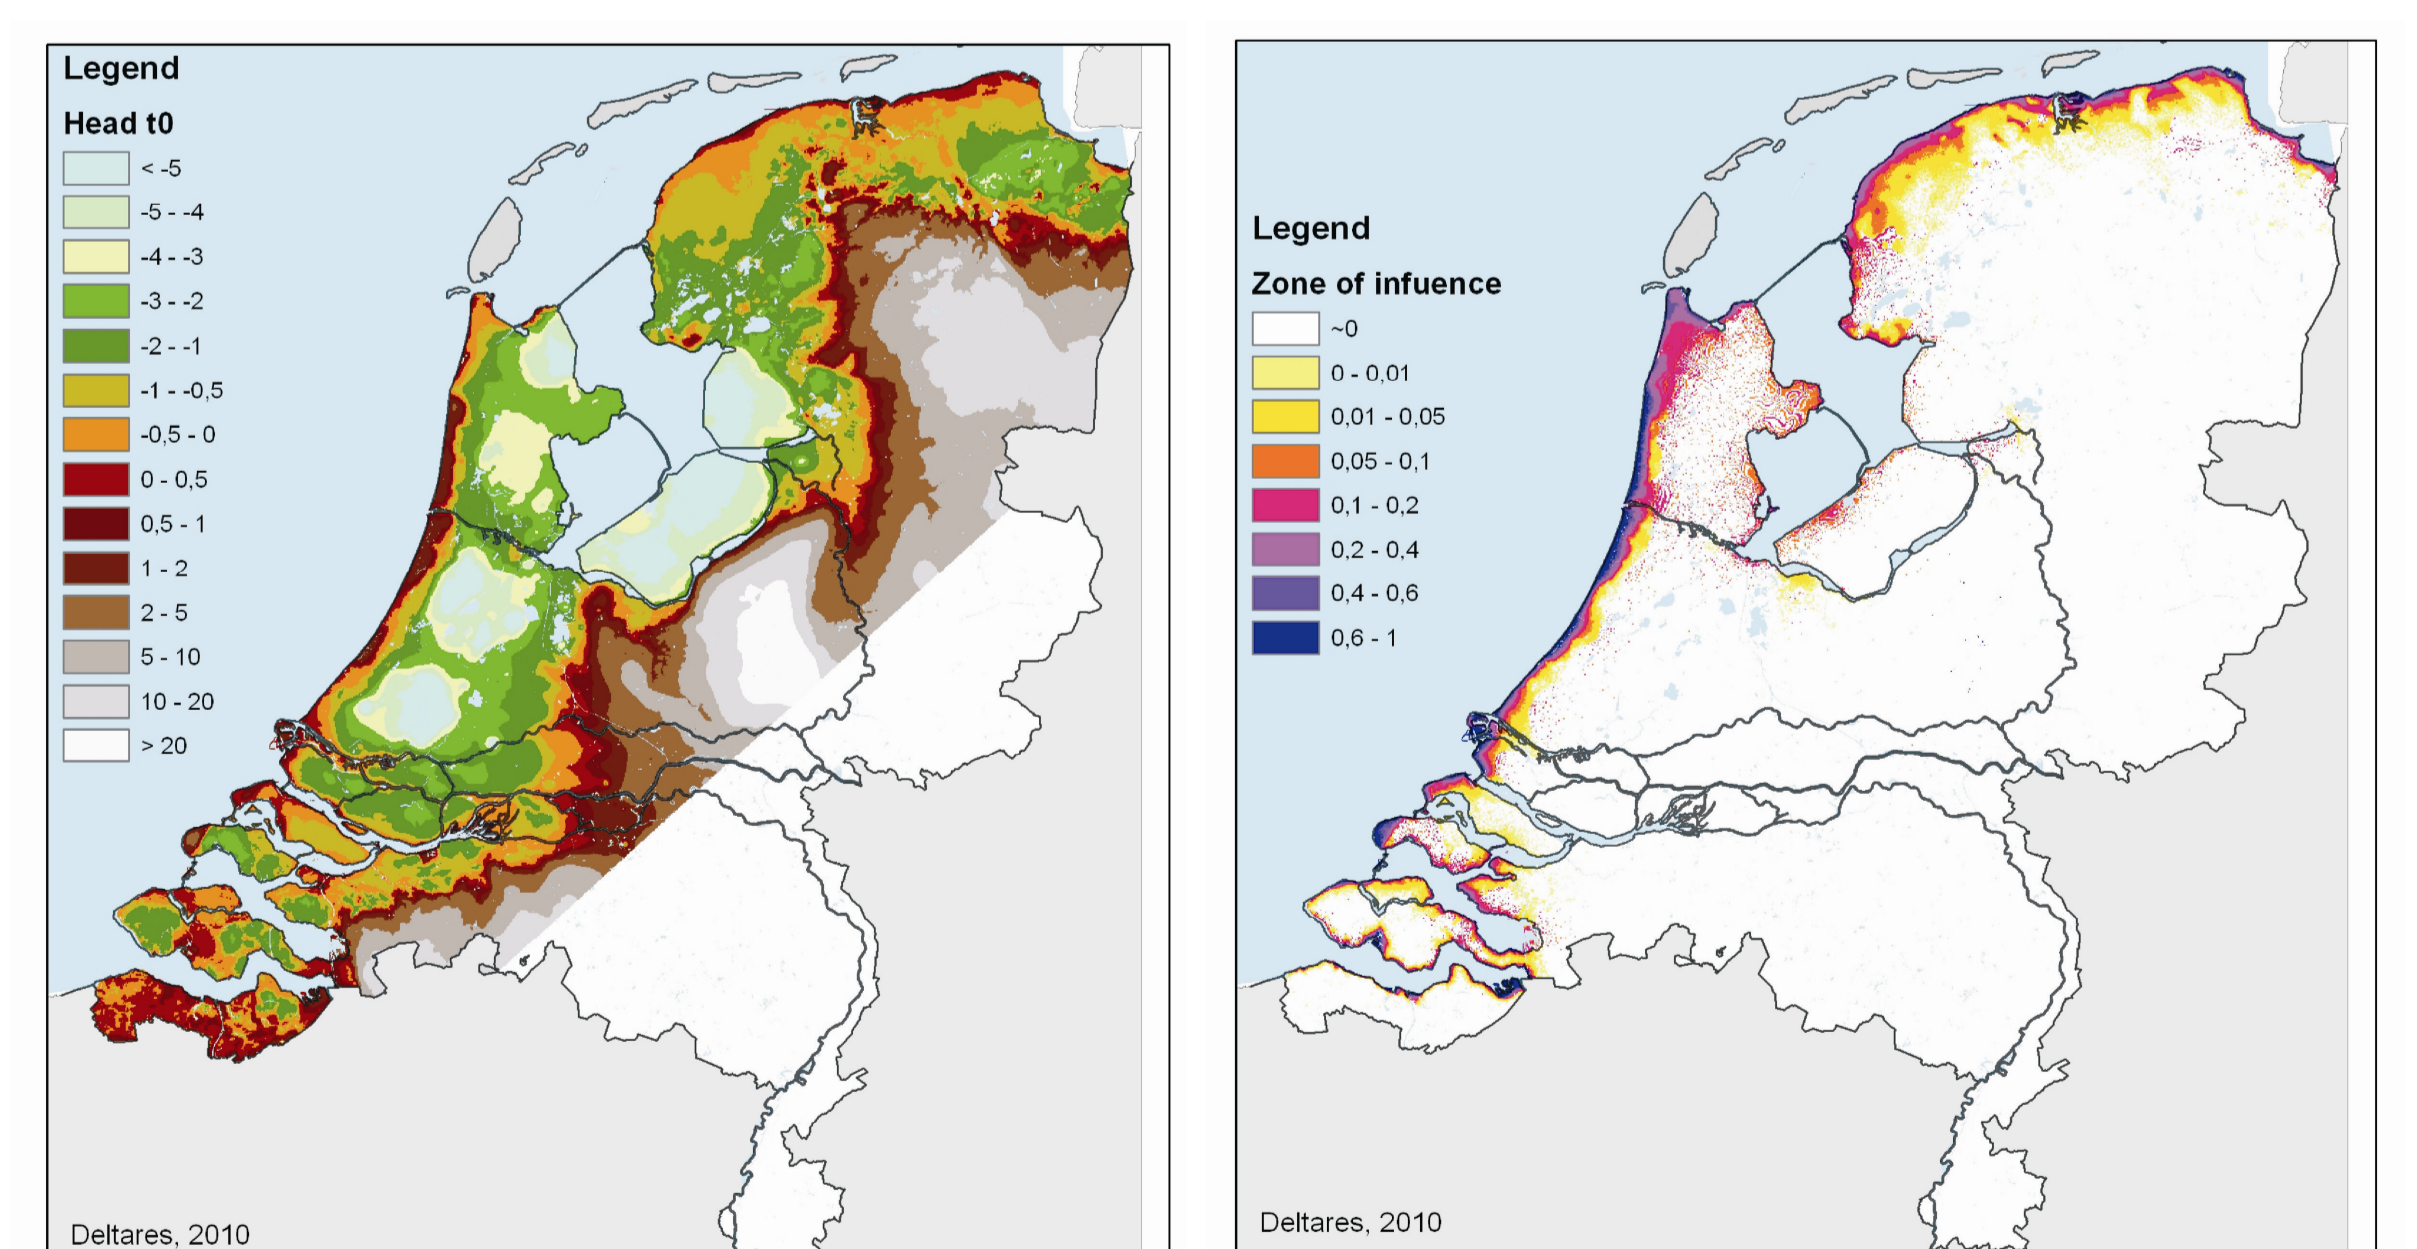 Legend
Head t0
< -5
-5 - -4
-4 - -3
-3 - -2
-2 - -1
-1 - -0,5
-0,5 - 0
0 - 0,5
0,5 - 1
1 - 2
2 - 5
5 - 10
10 - 20
> 20
Deltares, 2010
Legend
Zone of infuence
~0
0 - 0,01
0,01 - 0,05
0,05 - 0,1
0,1 - 0,2
0,2 - 0,4
0,4 - 0,6
0,6 - 1
Deltares, 2010